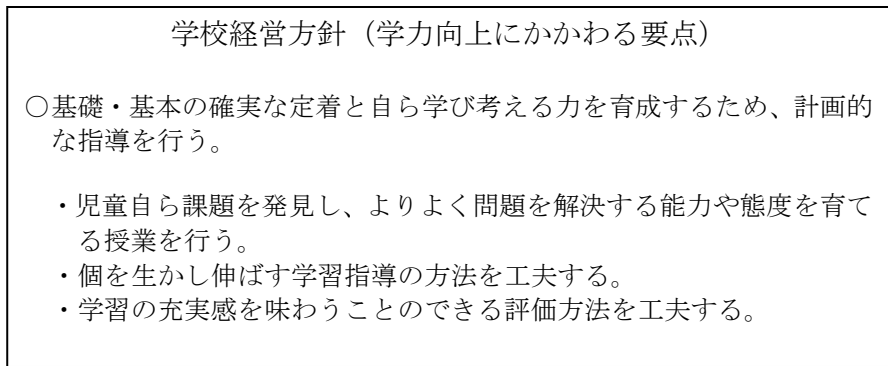 学校経営方針（学力向上にかかわる要点）
○基礎・基本の確実な定着と自ら学び考える力を育成するため、計画的
な指導を行う。
・児童自ら課題を発見し、よりよく問題を解決する能力や態度を育て
る授業を行う。
・個を生かし伸ばす学習指導の方法を工夫する。
・学習の充実感を味わうことのできる評価方法を工夫する。